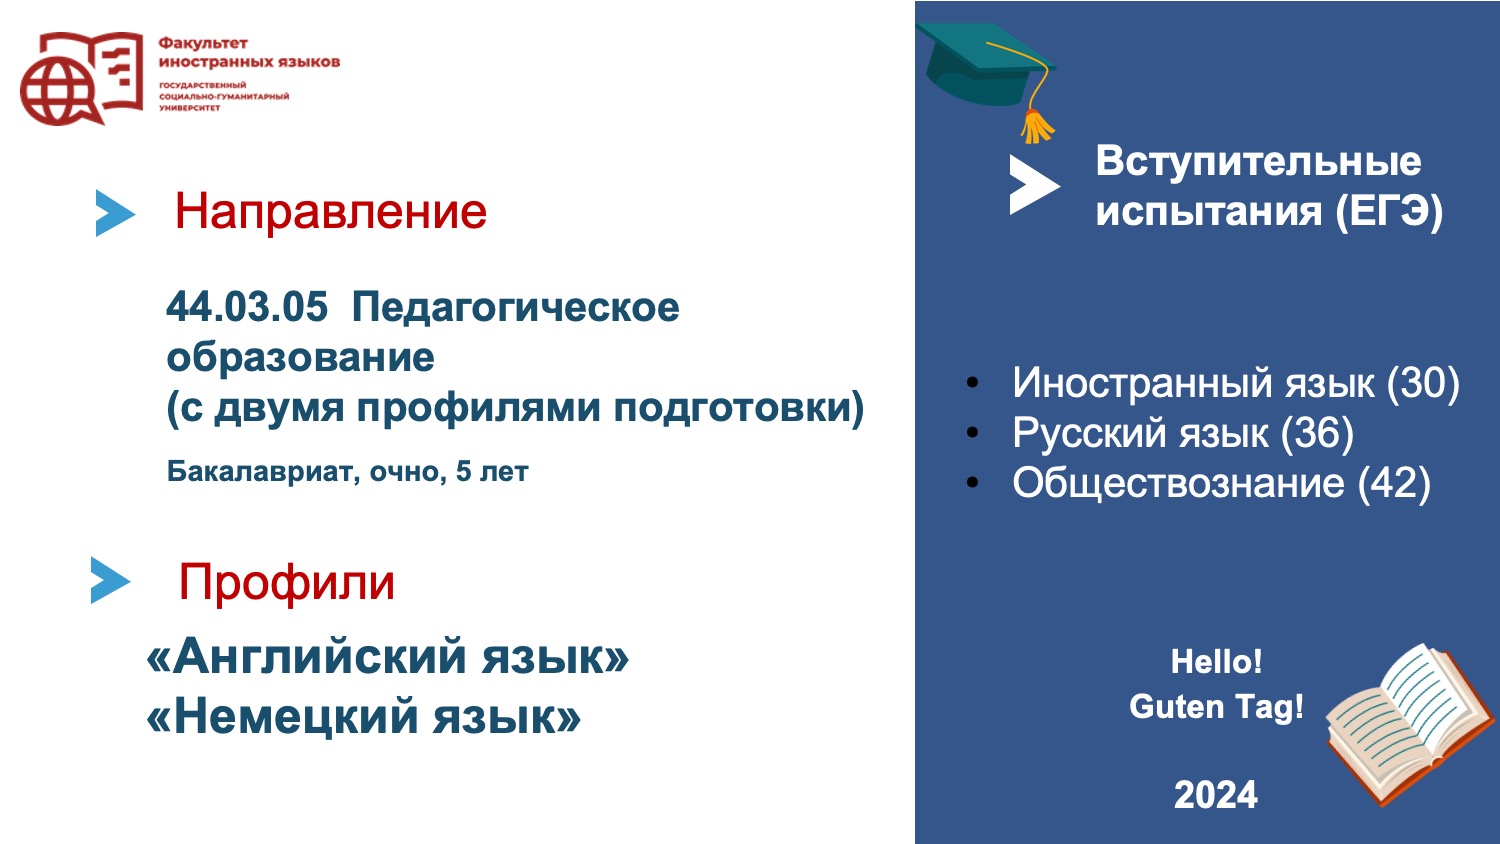 Факультет
иностранных языков
ГОСУДАРСТВЕННЫЙ
СОЦИАЛЬНО-ГУМАНИТАРНЫЙ
УНИВЕРСИТЕТ
Направление
44.03.05  Педагогическое
образование
(с двумя профилями подготовки)
Бакалавриат, очно, 5 лет
Профили
«Английский язык»
«Немецкий язык»
Вступительные
испытания (ЕГЭ)
• Иностранный язык (30)
• Русский язык (36)
• Обществознание (42)
Hello!
Guten Tag!
2024